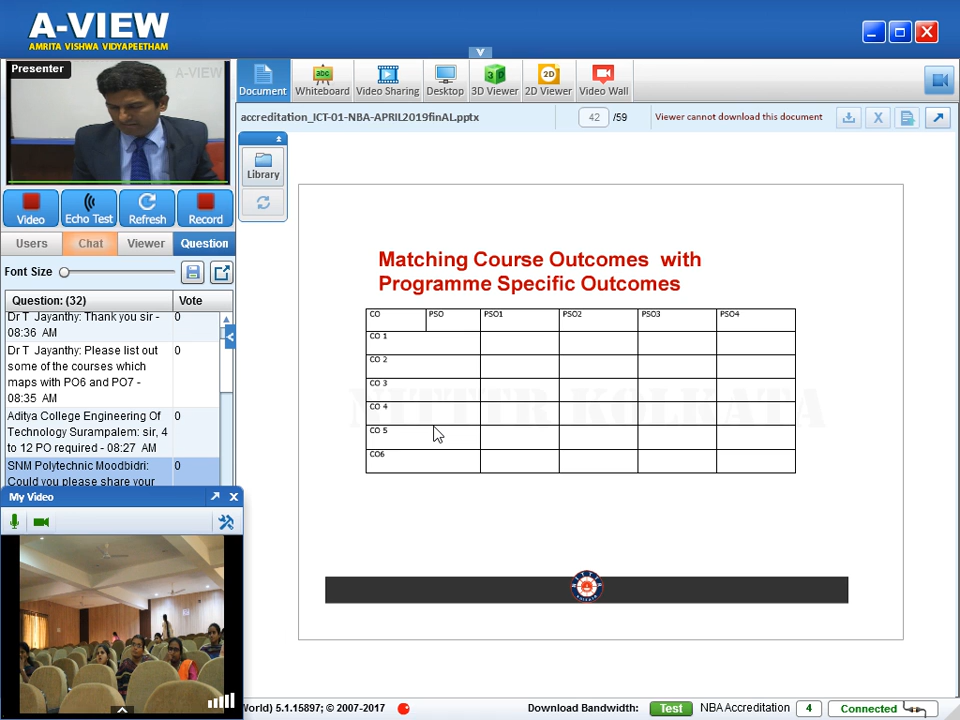 A-VIEW
AMRITA VISHWA VIDYAPEETHAM
Presenter
A-VIEW
Document
abc
Whiteboard
Video Sharing
Desktop
3D
3D Viewer
2D
2D Viewer
Video Wall
accreditation_ICT-01-NBA-APRIL2019finAL.pptx
42 /59
Viewer cannot download this document
Library
Video
Echo Test
Refresh
Record
Users
Chat
Viewer
Question
Font Size
Question: (32) Vote
Dr T Jayanthy: Thank you sir - 0
08:36 AM
Dr T Jayanthy: Please list out 0
some of the courses which
maps with PO6 and PO7 -
08:35 AM
Aditya College Engineering Of 0
Technology Surampalem: sir, 4
to 12 PO required - 08:27 AM
SNM Polytechnic Moodbidri: 0
Could you please share your
My Video
Matching Course Outcomes with
Programme Specific Outcomes
CO PSO PSO1 PSO2 PSO3 PSO4
CO 1
CO 2
CO 3
CO 4
CO 5
CO6
NITTTR KOLKATA
World) 5.1.15897; © 2007-2017
Download Bandwidth: Test
NBA Accreditation 4
Connected